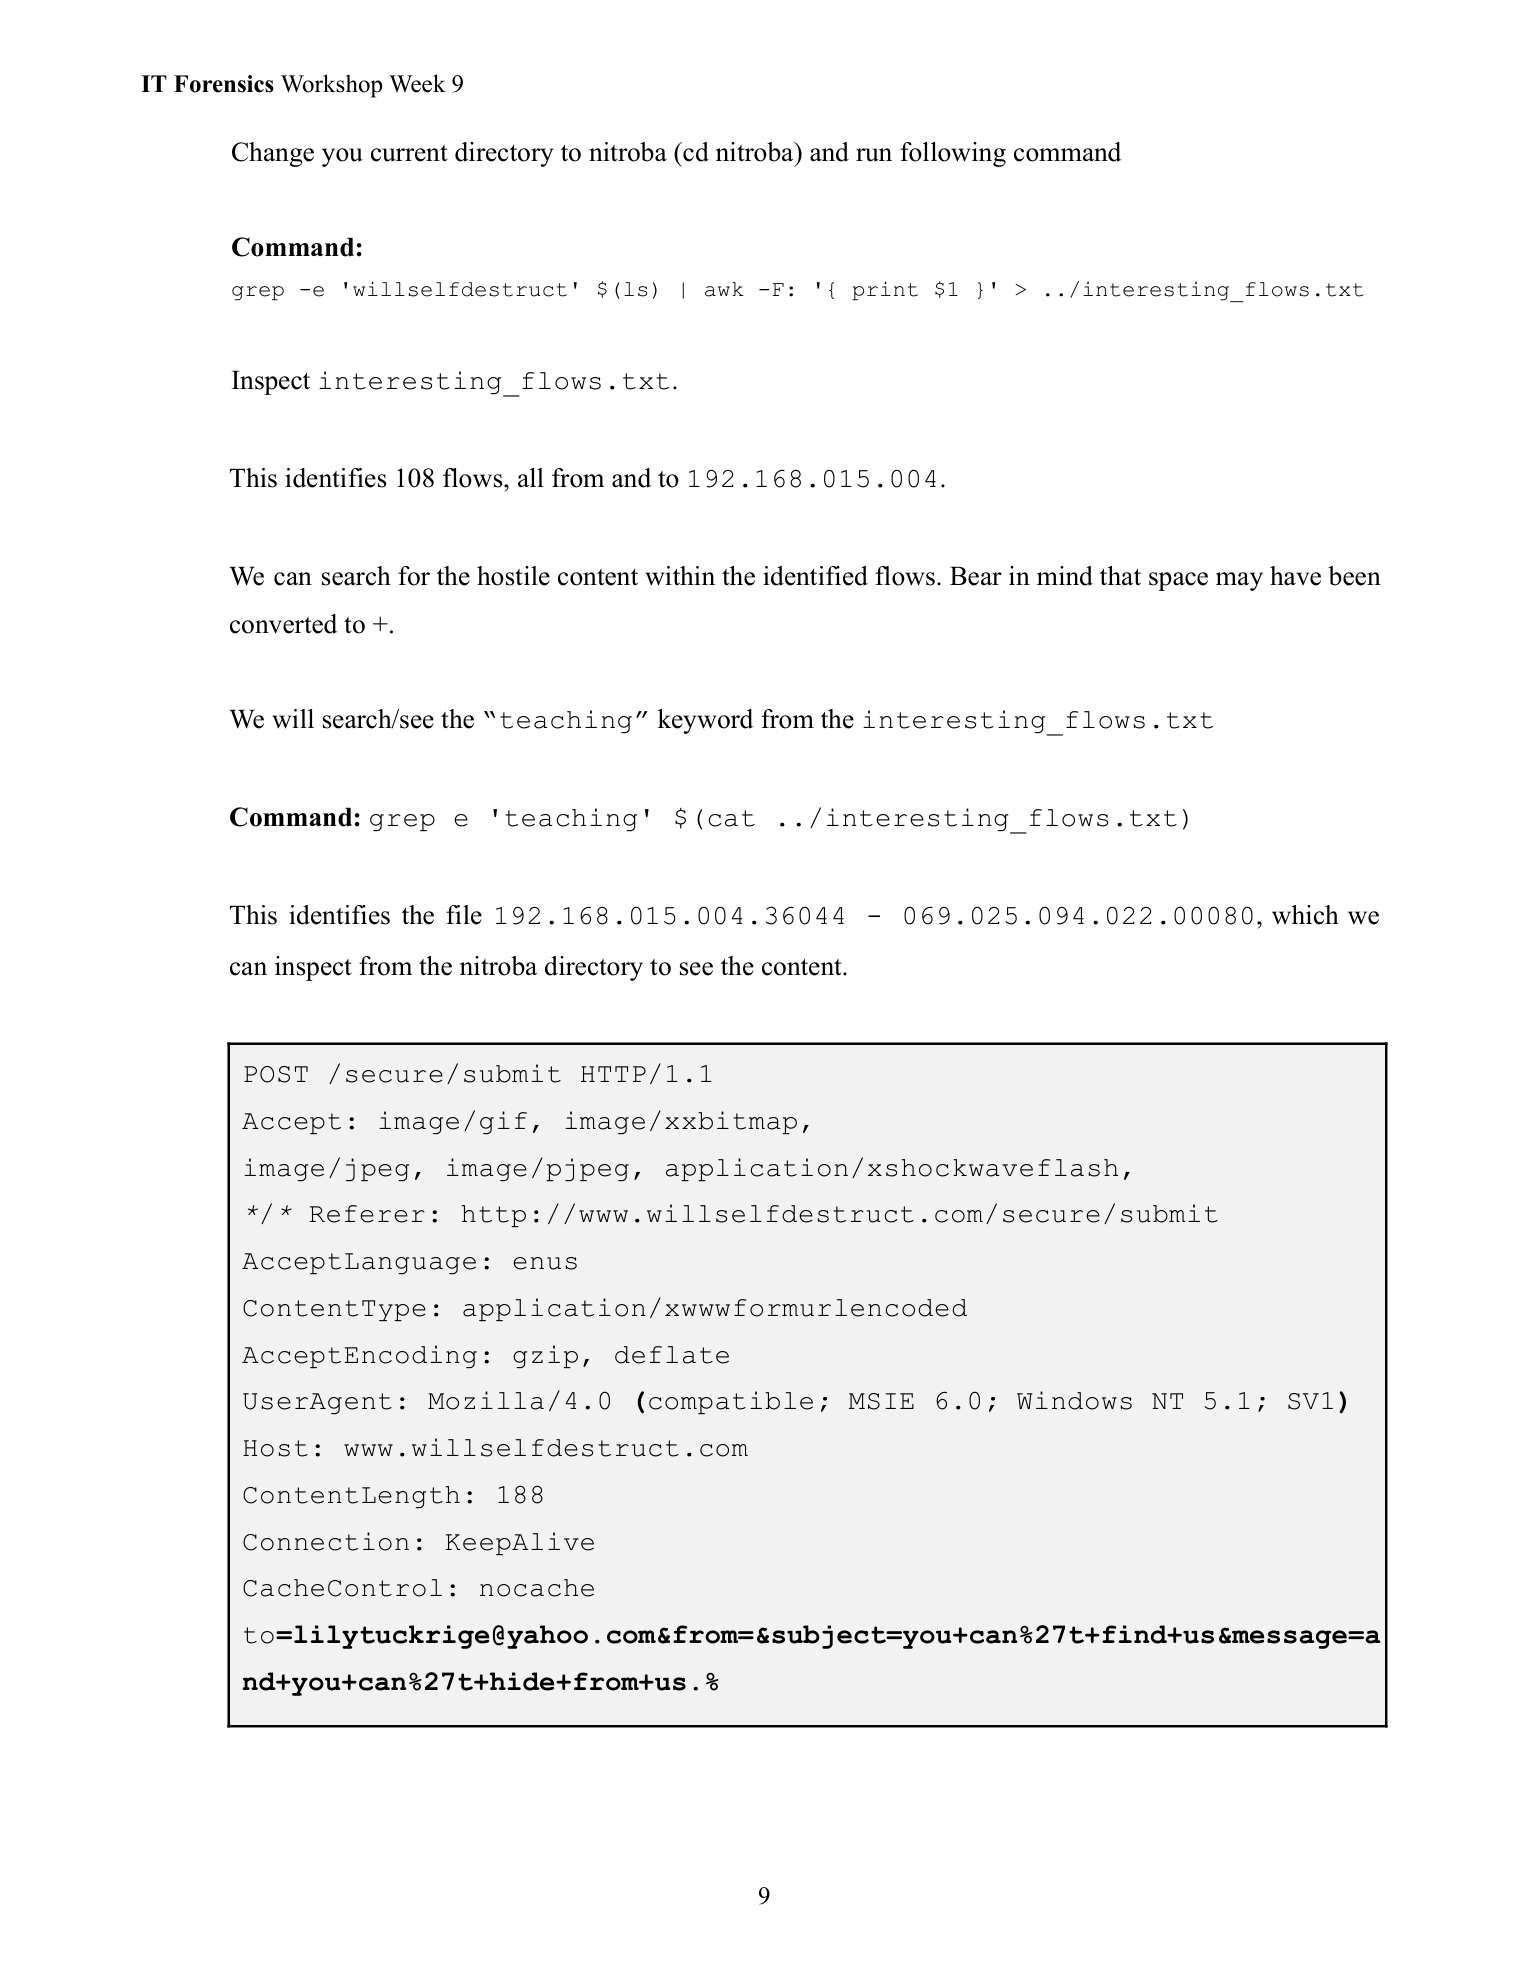 IT Forensics Workshop Week 9
Change you current directory to nitroba (cd nitroba) and run following command
Command:
grep -e 'willselfdestruct' $(ls) | awk -F: '{ print $1 }' > ../interesting_flows.txt
Inspect interesting_flows.txt.
This identifies 108 flows, all from and to 192.168.015.004.
We can search for the hostile content within the identified flows. Bear in mind that space may have been
converted to +.
We will search/see the “teaching” keyword from the interesting_flows.txt
Command: grep e 'teaching' $(cat ../interesting_flows.txt)
This identifies the file 192.168.015.004.36044 - 069.025.094.022.00080, which we
can inspect from the nitroba directory to see the content.
POST /secure/submit HTTP/1.1
Accept: image/gif, image/xxbitmap,
image/jpeg, image/pjpeg, application/xshockwaveflash,
*/* Referer: http://www.willselfdestruct.com/secure/submit
AcceptLanguage: enus
ContentType: application/xwwwformurlencoded
AcceptEncoding: gzip, deflate
UserAgent: Mozilla/4.0 (compatible; MSIE 6.0; Windows NT 5.1; SV1)
Host: www.willselfdestruct.com
ContentLength: 188
Connection: KeepAlive
CacheControl: nocache
to=lilytuckrige@yahoo.com&from=&subject=you+can%27t+find+us&message=a
nd+you+can%27t+hide+from+us.%
9